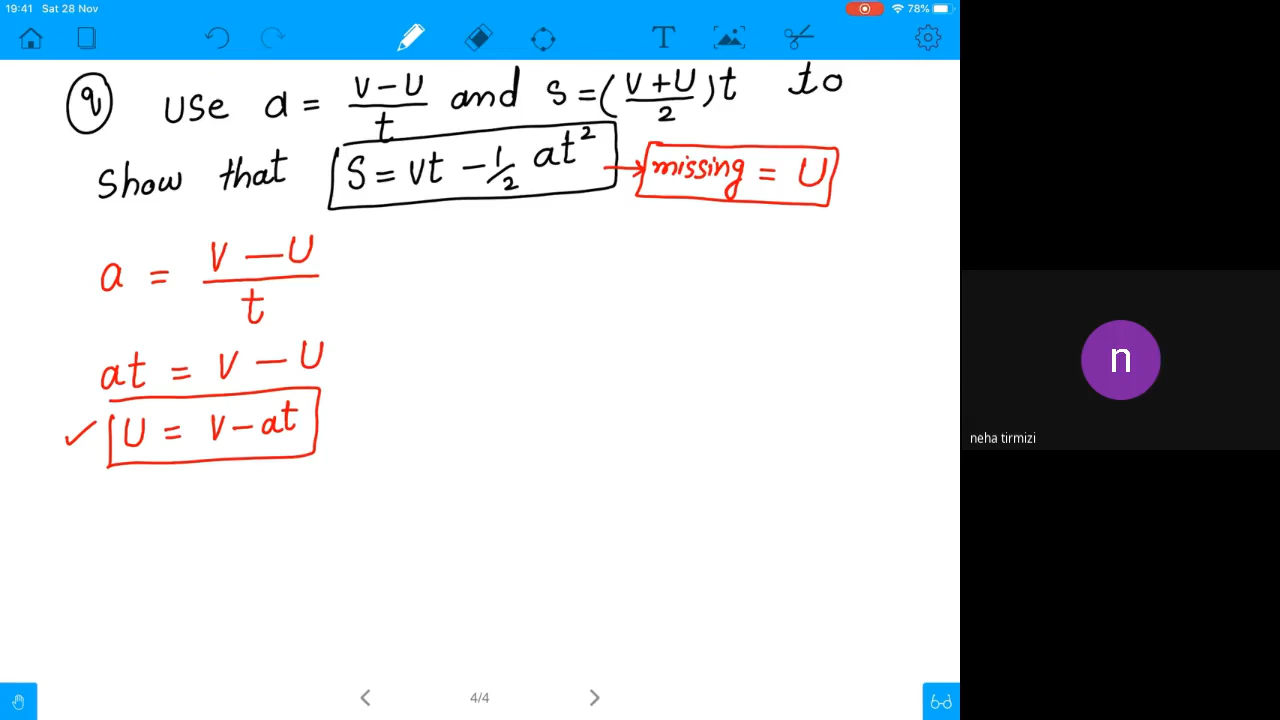 19:41 Sat 28 Nov
78%
T
q USE a = V - U / t and S = (V + U / 2) t to
Show that S = vt - 1/2 at² → missing = U
a = V - U / t
at = V - U
✓ U = V - at
n
neha tirmizi
4/4